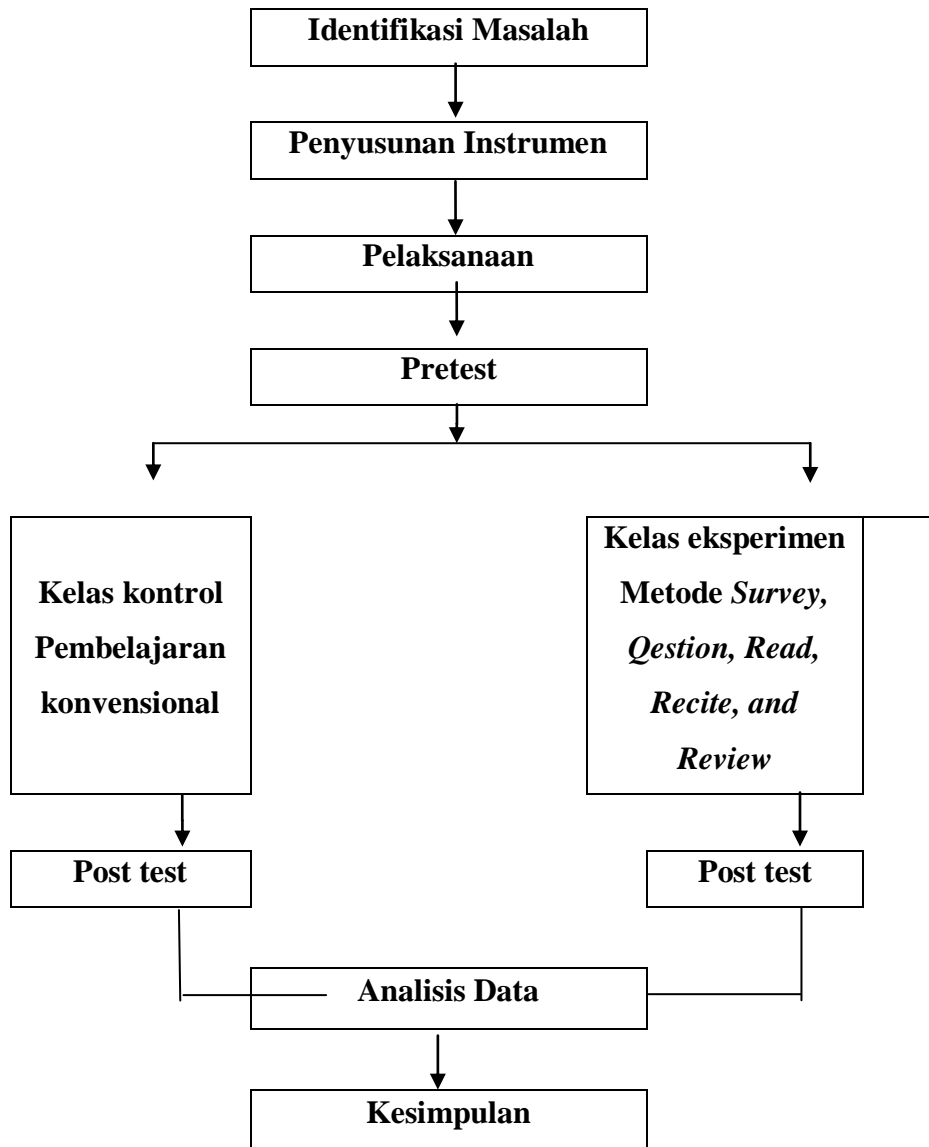 Identifikasi Masalah
Penyusunan Instrumen
Pelaksanaan
Pretest
Kelas kontrol
Pembelajaran
konvensional
Kelas eksperimen
Metode Survey,
Qestion, Read,
Recite, and
Review
Post test
Post test
Analisis Data
Kesimpulan